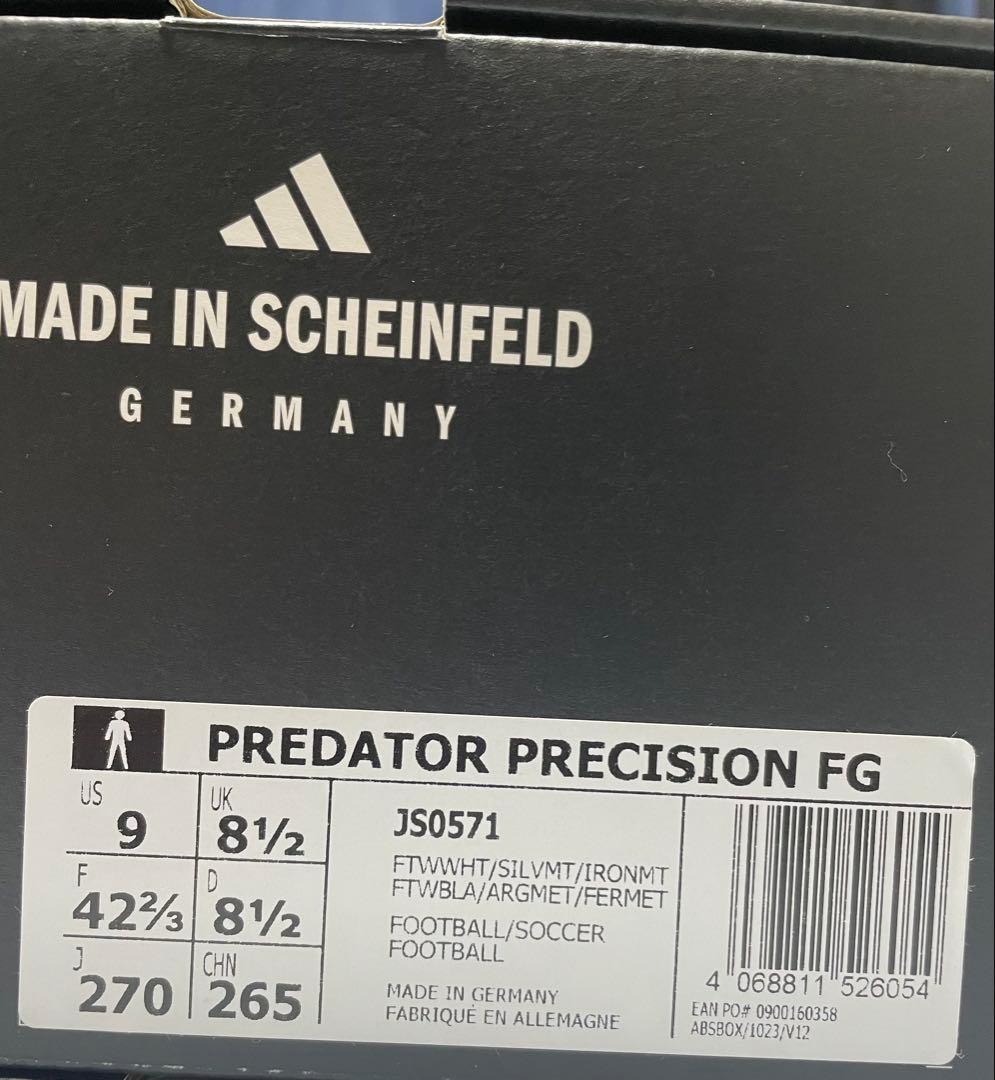 MADE IN SCHEINFELD
GERMANY
PREDATOR PRECISION FG
US 9
UK 8½
F 42⅔
D 8½
J 270
CHN 265
JS0571
FTWWHT/SILVMT/IRONMT
FTWBLA/ARGMET/FERMET
FOOTBALL/SOCCER
FOOTBALL
MADE IN GERMANY
FABRIQUÉ EN ALLEMAGNE
4 068811 526054
EAN PO# 0900160358
ABSBOX/1023/V12